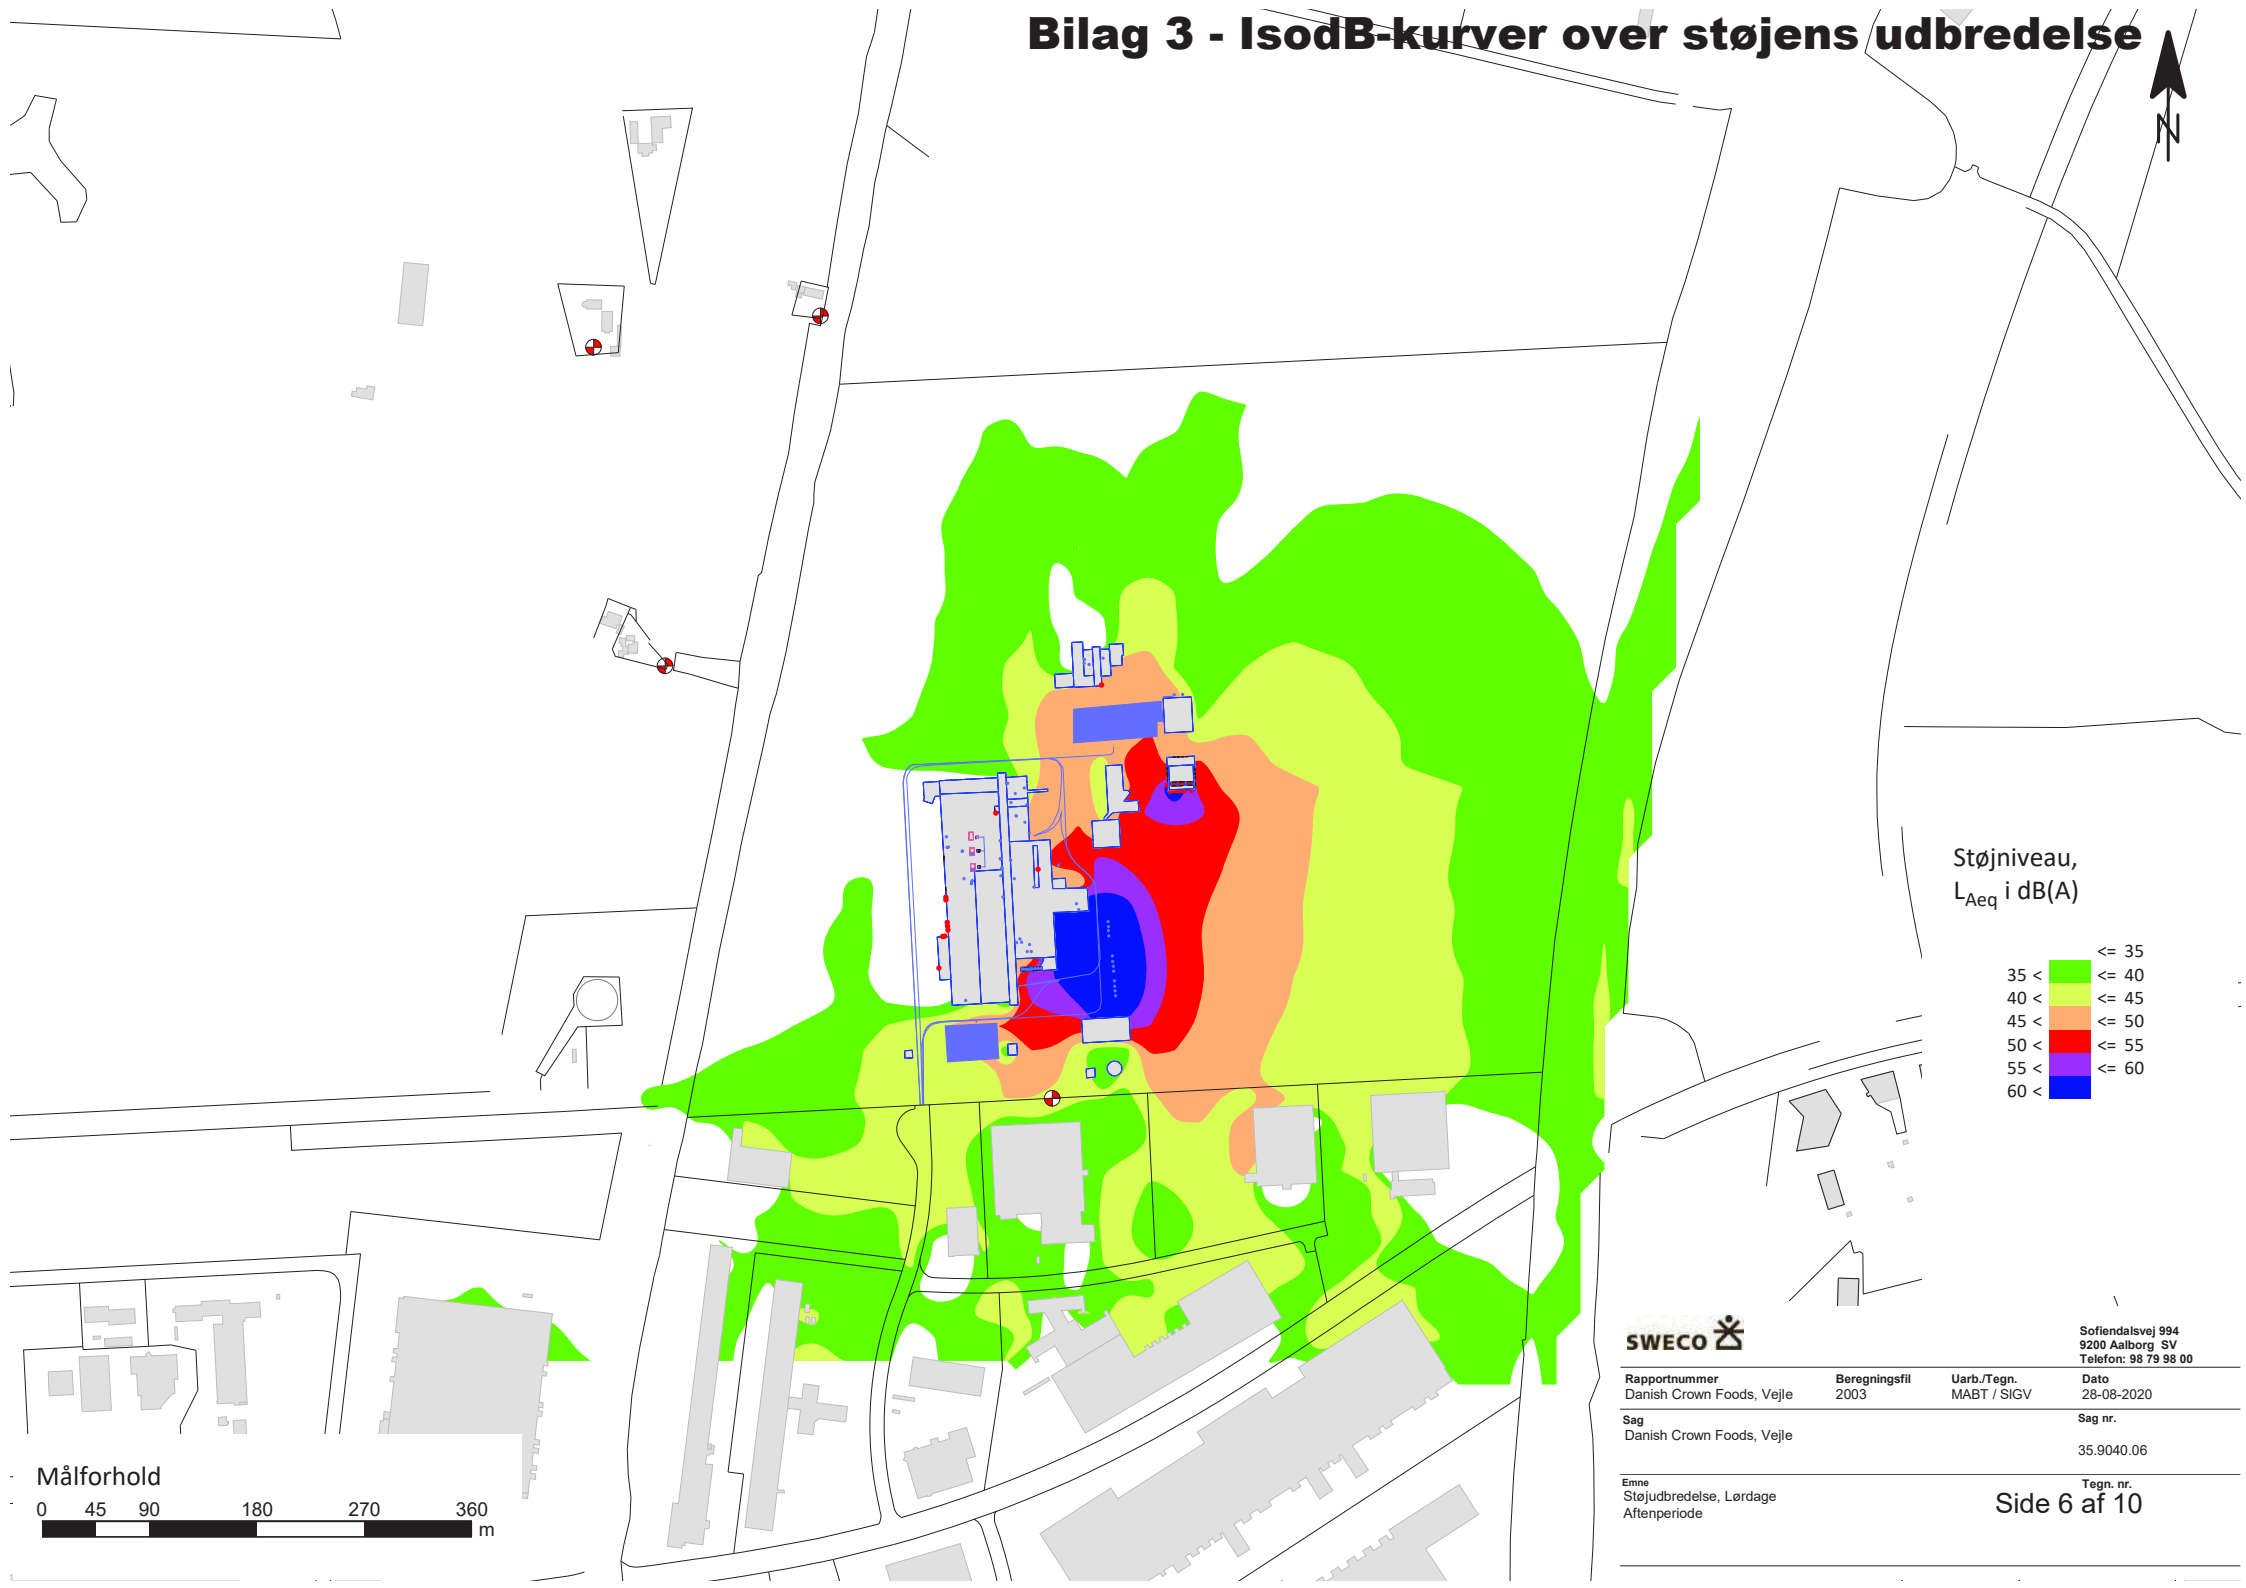 Bilag 3 - IsodB-kurver over støjens udbredelse
N
Støjniveau,
LAeq i dB(A)
<= 35
35 < <= 40
40 < <= 45
45 < <= 50
50 < <= 55
55 < <= 60
60 <
SWECO
Sofiendalsvej 994
9200 Aalborg SV
Telefon: 98 79 98 00
Rapportnummer Beregningsfil Uarb./Tegn. Dato
Danish Crown Foods, Vejle 2003 MABT / SIGV 28-08-2020
Sag Sag nr.
Danish Crown Foods, Vejle
35.9040.06
Emne Tegn. nr.
Støjudbredelse, Lørdage
Aftenperiode
Side 6 af 10
Målforhold
0 45 90 180 270 360
m